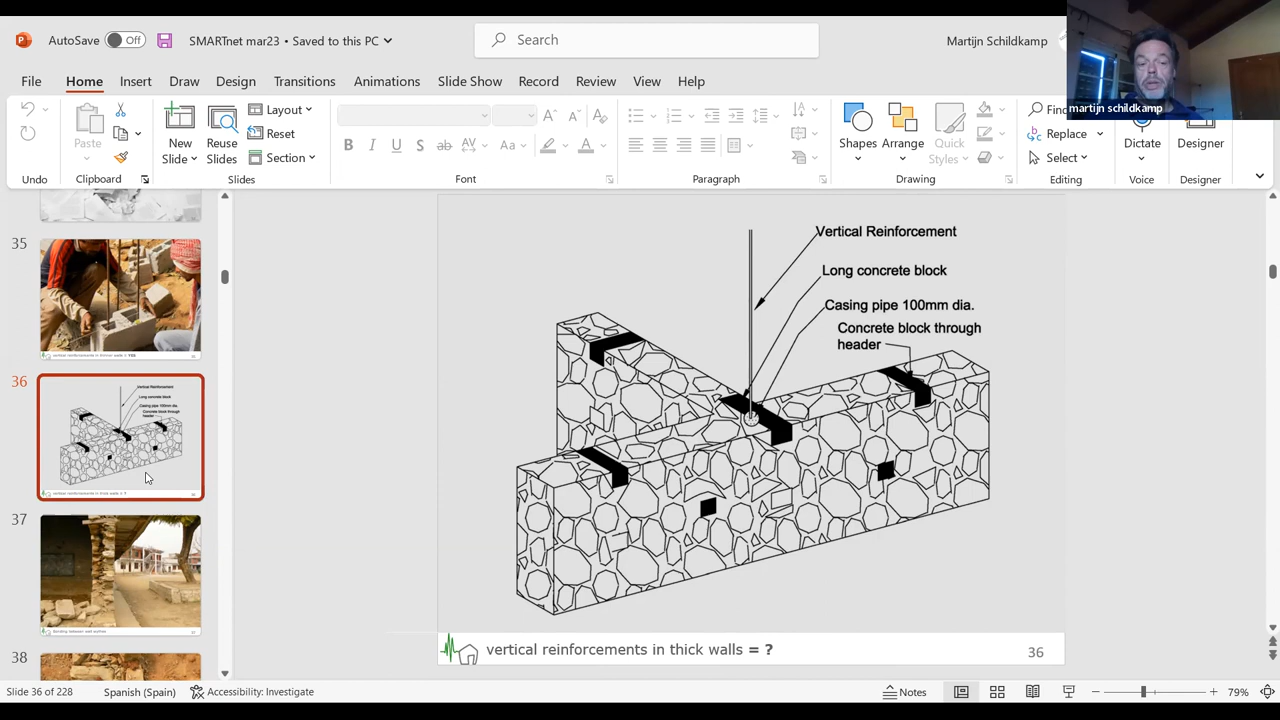 AutoSave
Off
SMARTnet mar23 • Saved to this PC
Search
Martijn Schildkamp
martijn schildkamp
File
Home
Insert
Draw
Design
Transitions
Animations
Slide Show
Record
Review
View
Help
Paste
New
Slide
Reuse
Slides
Layout
Reset
Section
Shapes
Arrange
Quick
Styles
Replace
Select
Dictate
Designer
Undo
Clipboard
Slides
Font
Paragraph
Drawing
Editing
Voice
Designer
35
36
37
38
Vertical Reinforcement
Long concrete block
Casing pipe 100mm dia.
Concrete block through
header
vertical reinforcements in thick walls = ?
36
Slide 36 of 228
Spanish (Spain)
Accessibility: Investigate
Notes
79%